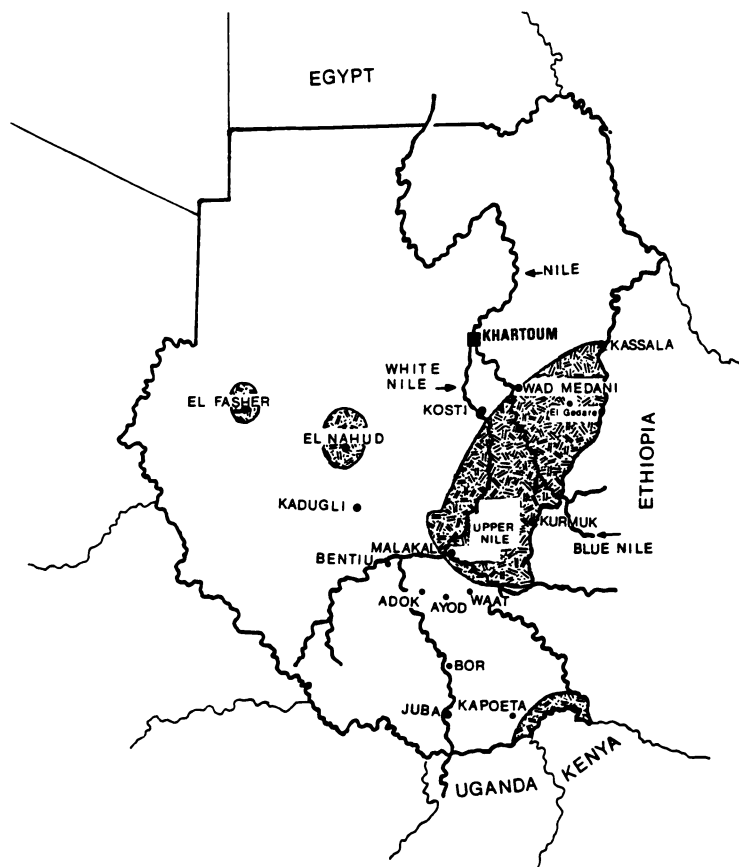 EGYPT
NILE
KHARTOUM
KASSALA
WHITE
NILE
WAD MEDANI
EL FASHER
KOSTI
El Gedare
EL NAHUD
ETHIOPIA
KADUGLI
UPPER
NILE
KURMUK
MALAKAL
BLUE NILE
BENTIU
ADOK
AYOD
WAAT
BOR
JUBA
KAPOETA
UGANDA
KENYA